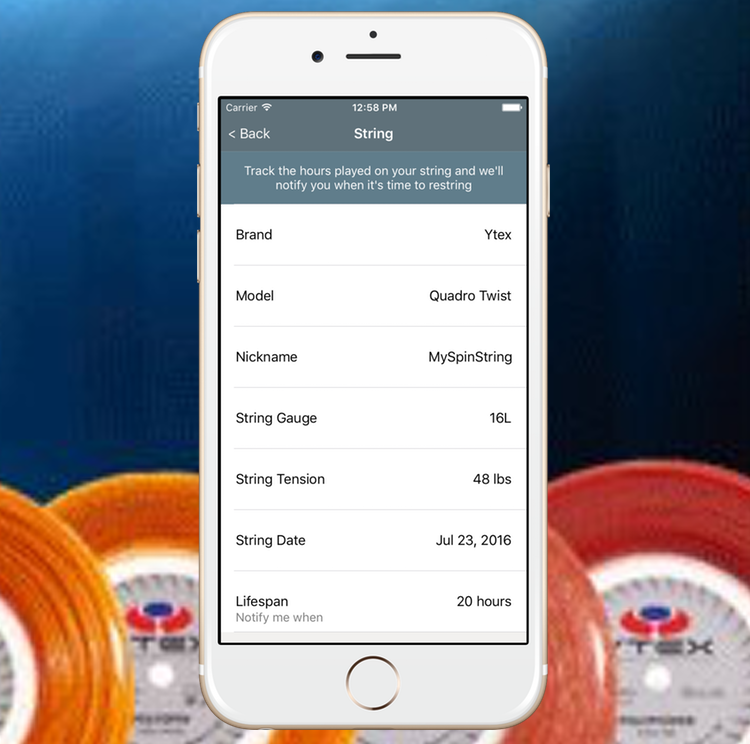 Carrier
12:58 PM
< Back
String
Track the hours played on your string and we'll
notify you when it's time to restring
Brand
Ytex
Model
Quadro Twist
Nickname
MySpinString
String Gauge
16L
String Tension
48 lbs
String Date
Jul 23, 2016
Lifespan
20 hours
Notify me when